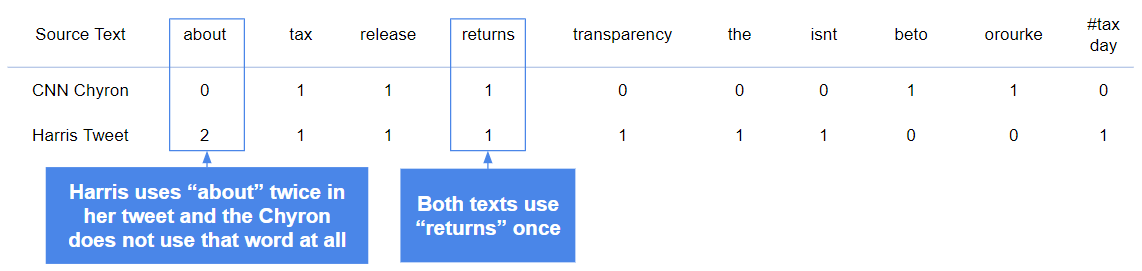 Source Text about tax release returns transparency the isnt beto orourke #tax day
CNN Chyron 0 1 1 1 0 0 0 1 1 0
Harris Tweet 2 1 1 1 1 1 1 0 0 1
Harris uses “about” twice in
her tweet and the Chyron
does not use that word at all
Both texts use
“returns” once